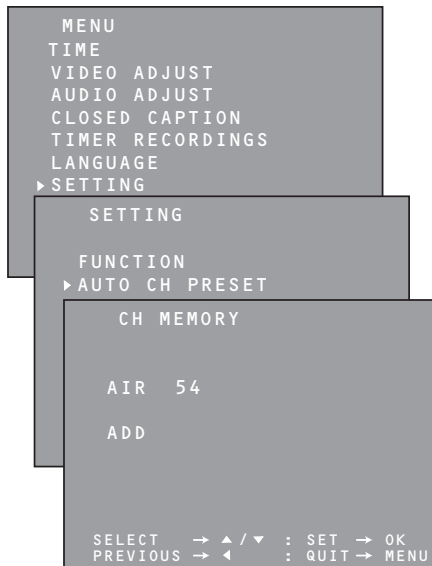 MENU
TIME
VIDEO ADJUST
AUDIO ADJUST
CLOSED CAPTION
TIMER RECORDINGS
LANGUAGE
▶SETTING
SETTING
FUNCTION
▶AUTO CH PRESET
CH MEMORY
AIR 54
ADD
SELECT → ▲/▼ : SET → OK
PREVIOUS → ◀ : QUIT → MENU